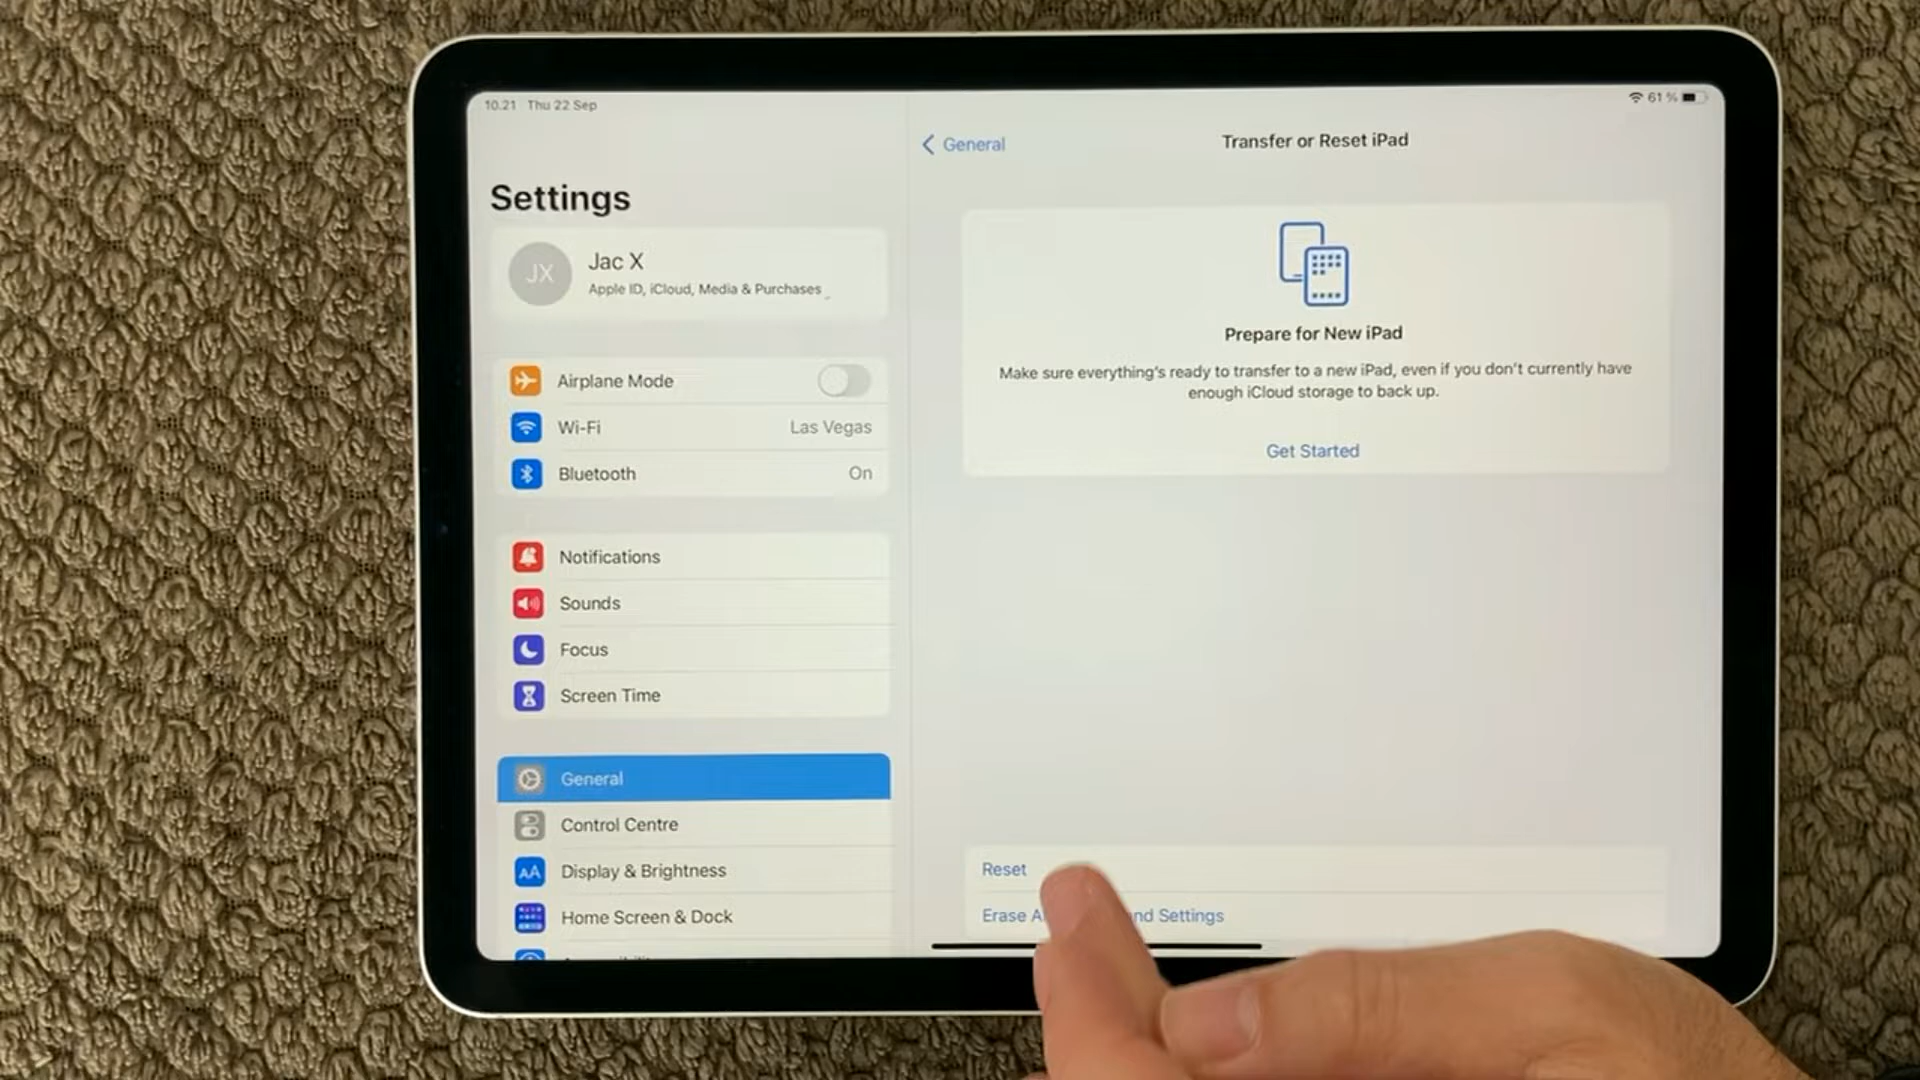 10.21 Thu 22 Sep
61 %
General
Transfer or Reset iPad
Settings
JX
Jac X
Apple ID, iCloud, Media & Purchases
Prepare for New iPad
Make sure everything's ready to transfer to a new iPad, even if you don't currently have
enough iCloud storage to back up.
Get Started
Airplane Mode
Wi-Fi Las Vegas
Bluetooth On
Notifications
Sounds
Focus
Screen Time
General
Control Centre
AA Display & Brightness
Home Screen & Dock
Reset
Erase Settings